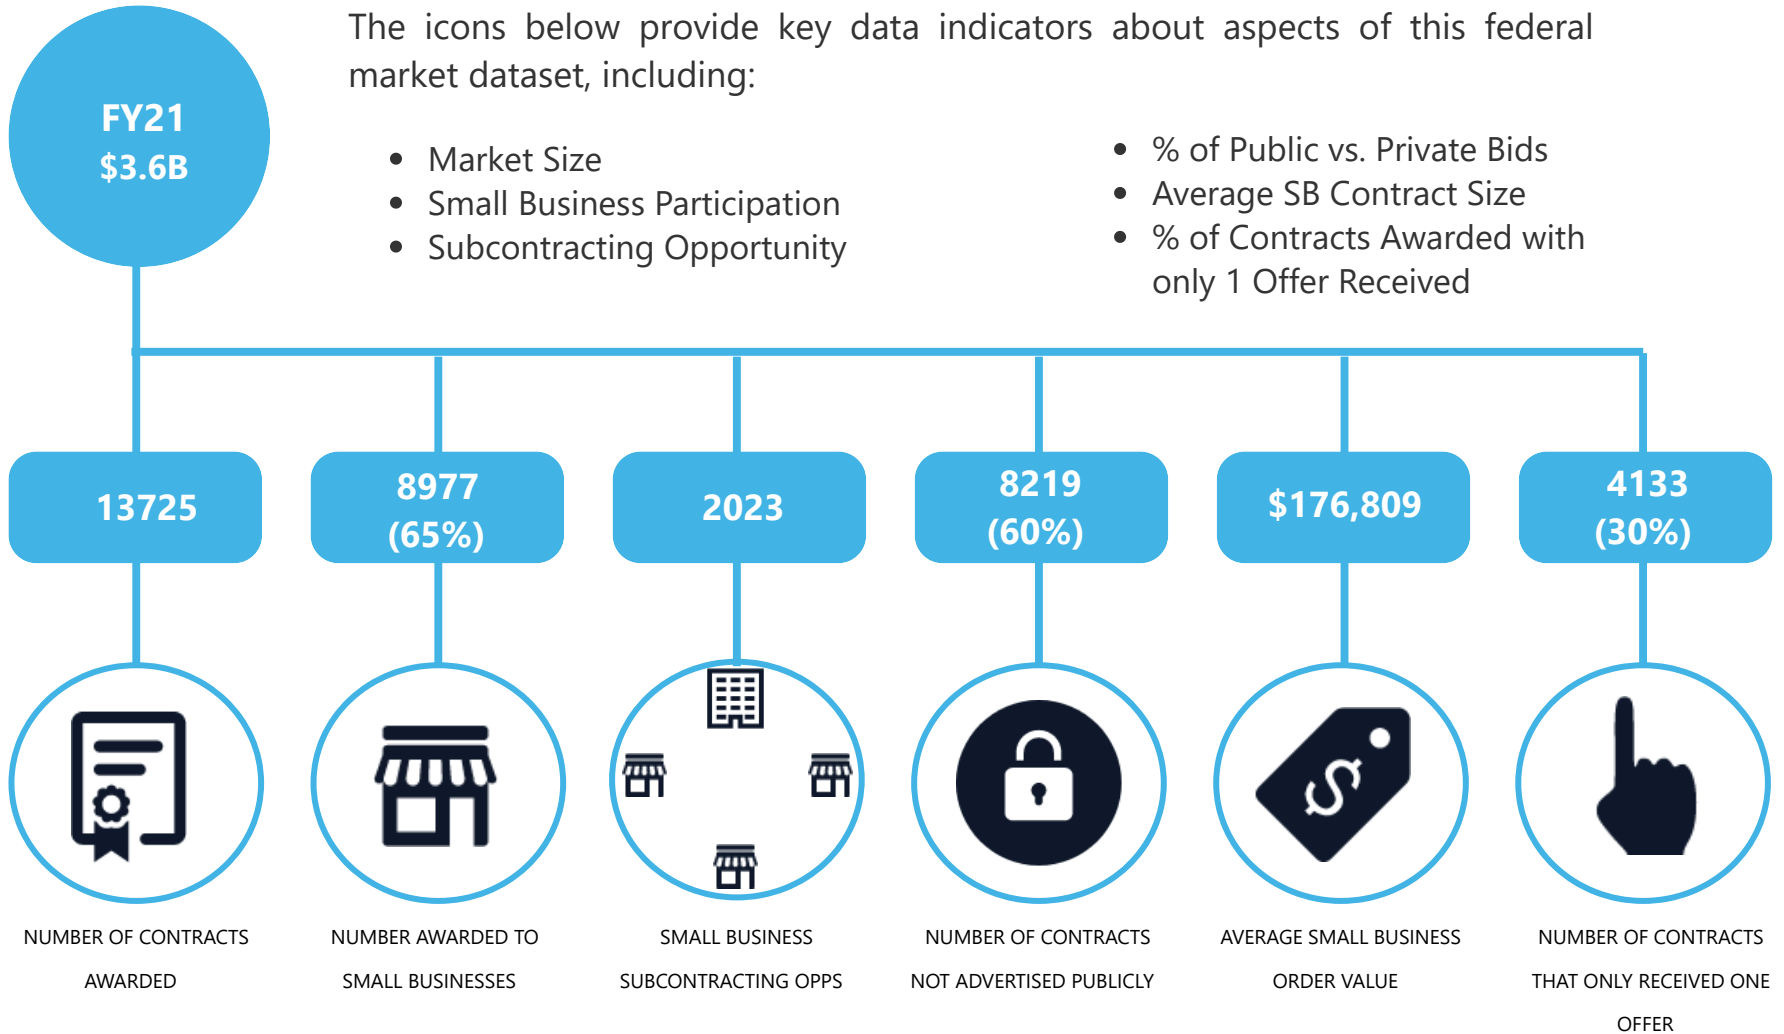 FY21
$3.6B
The icons below provide key data indicators about aspects of this federal
market dataset, including:
• Market Size
• Small Business Participation
• Subcontracting Opportunity
• % of Public vs. Private Bids
• Average SB Contract Size
• % of Contracts Awarded with
only 1 Offer Received
13725
8977
(65%)
2023
8219
(60%)
$176,809
4133
(30%)
$
NUMBER OF CONTRACTS
AWARDED
NUMBER AWARDED TO
SMALL BUSINESSES
SMALL BUSINESS
SUBCONTRACTING OPPS
NUMBER OF CONTRACTS
NOT ADVERTISED PUBLICLY
AVERAGE SMALL BUSINESS
ORDER VALUE
NUMBER OF CONTRACTS
THAT ONLY RECEIVED ONE
OFFER